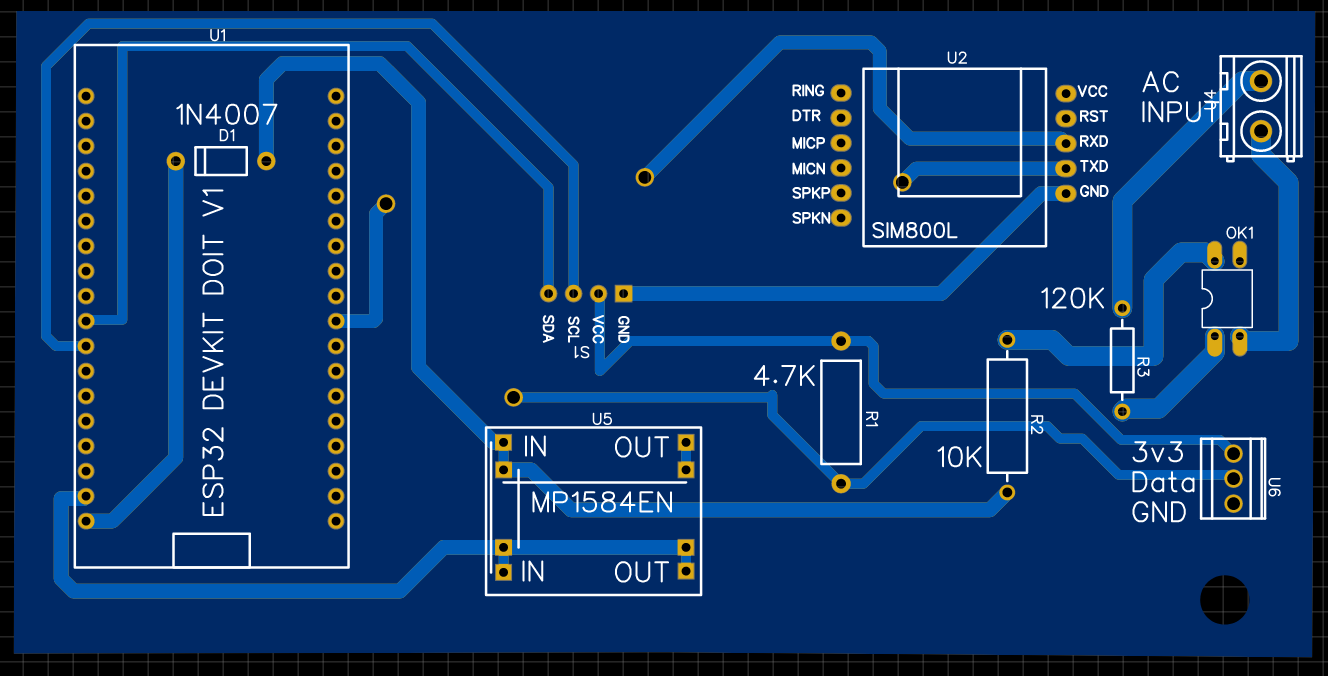 U1
1N4007
D1
ESP32 DEVKIT DOIT V1
U2
RING
DTR
MICP
MICN
SPKP
SPKN
VCC
RST
RXD
TXD
GND
SIM800L
AC
INPUT
U4
OK1
SDA
SCL
VCC
GND
S1
120K
R3
4.7K
R1
R2
10K
U5
IN
OUT
MP1584EN
IN
OUT
3v3
Data
GND
U6